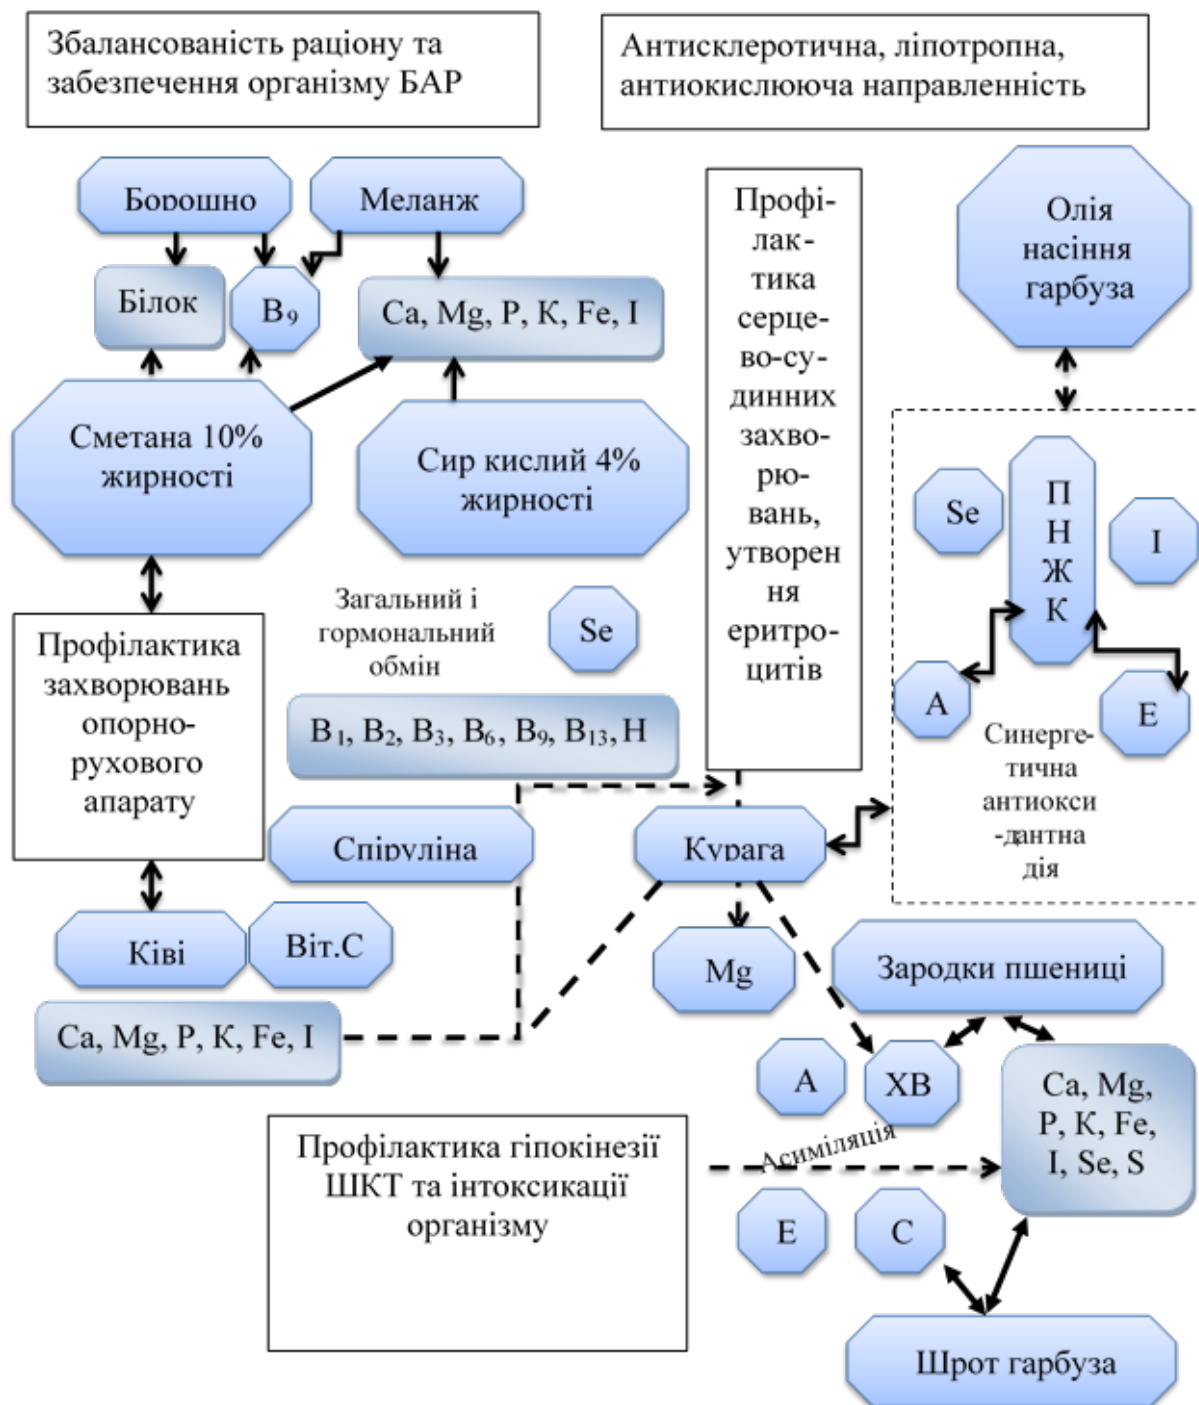 Збалансованість раціону та
забезпечення організму БАР
Антисклеротична, ліпотропна,
антиокислююча направленність
Борошно
Меланж
Білок
B9
Ca, Mg, P, K, Fe, I
Сметана 10%
жирності
Сир кислий 4%
жирності
Профі-
лак-
тика
серце-
во-су-
динних
захво-
рю-
вань,
утворен
ня
еритро-
цитів
Олія
насіння
гарбуза
Se
П
Н
Ж
К
I
A
E
Синерге-
тична
антиокси
-дантна
дія
Загальний і
гормональний
обмін
Se
B1, B2, B3, B6, B9, B13, H
Профілактика
захворювань
опорно-
рухового
апарату
Спіруліна
Курага
Ківі
Віт.С
Ca, Mg, P, K, Fe, I
Mg
Зародки пшениці
A
ХВ
Ca, Mg,
P, K, Fe,
I, Se, S
Асиміляція
Профілактика гіпокінезії
ШКТ та інтоксикації
організму
E
C
Шрот гарбуза